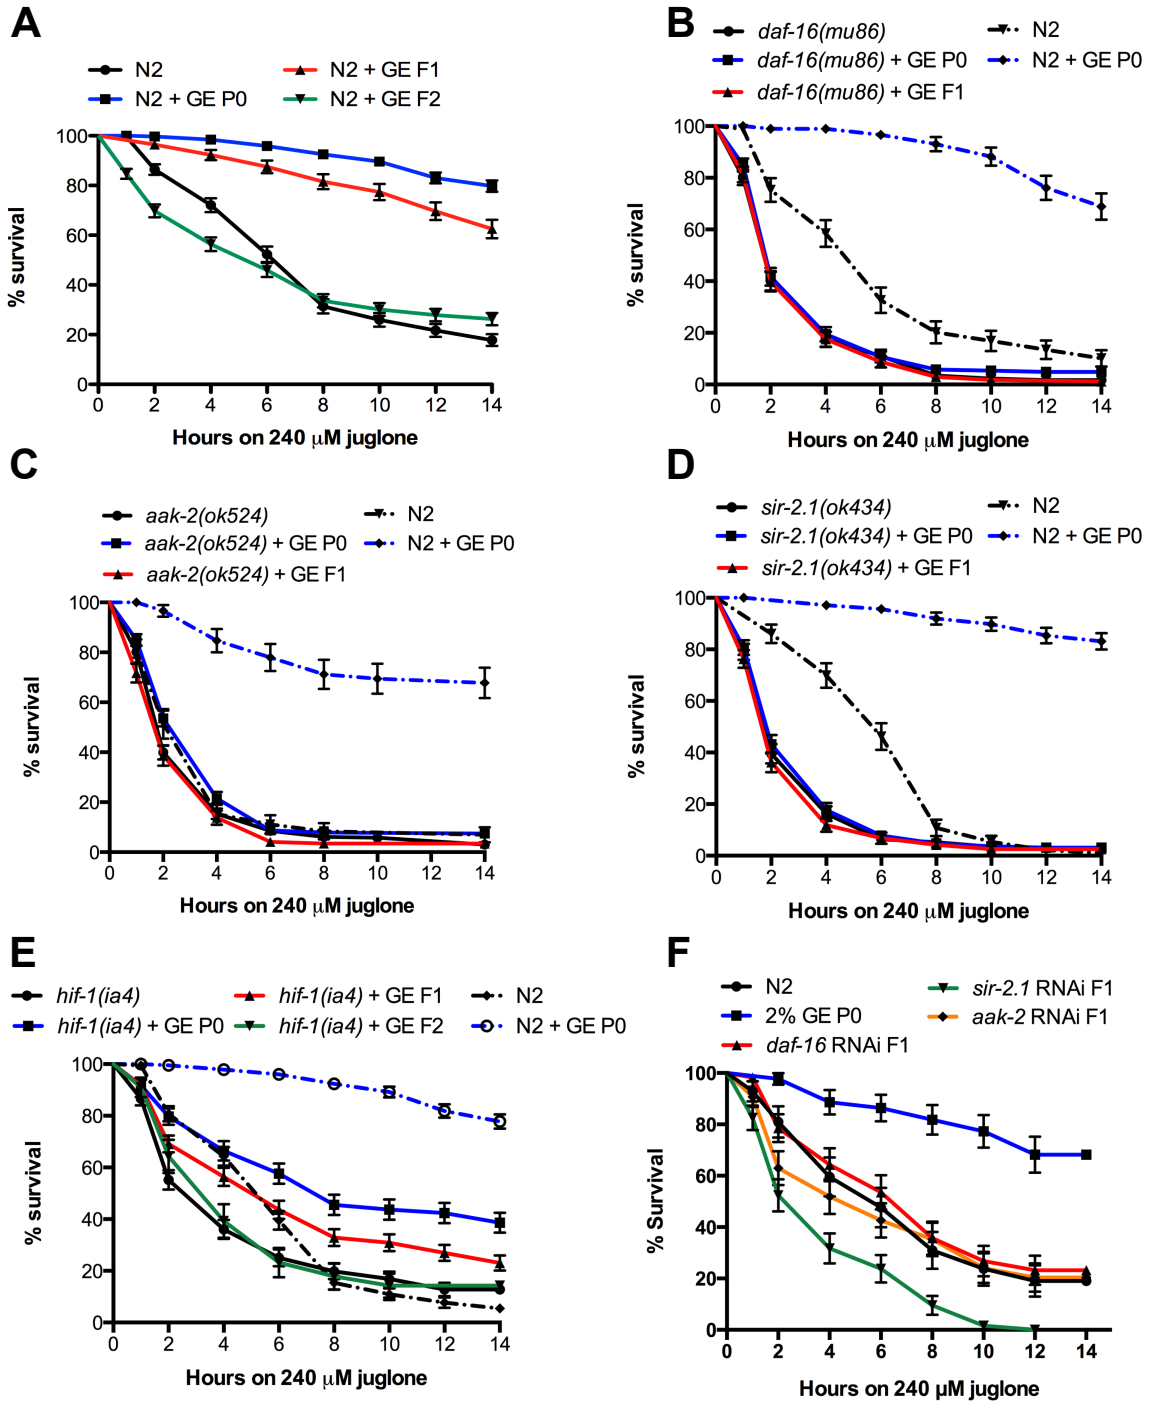 A
N2
N2 + GE F1
N2 + GE P0
N2 + GE F2
% survival
100
80
60
40
20
0
0 2 4 6 8 10 12 14
Hours on 240 μM juglone
B
daf-16(mu86)
N2
daf-16(mu86) + GE P0
N2 + GE P0
daf-16(mu86) + GE F1
% survival
100
80
60
40
20
0
0 2 4 6 8 10 12 14
Hours on 240 μM juglone
C
aak-2(ok524)
N2
aak-2(ok524) + GE P0
N2 + GE P0
aak-2(ok524) + GE F1
% survival
100
80
60
40
20
0
0 2 4 6 8 10 12 14
Hours on 240 μM juglone
D
sir-2.1(ok434)
N2
sir-2.1(ok434) + GE P0
N2 + GE P0
sir-2.1(ok434) + GE F1
% survival
100
80
60
40
20
0
0 2 4 6 8 10 12 14
Hours on 240 μM juglone
E
hif-1(ia4)
hif-1(ia4) + GE F1
N2
hif-1(ia4) + GE P0
hif-1(ia4) + GE F2
N2 + GE P0
% survival
100
80
60
40
20
0
0 2 4 6 8 10 12 14
Hours on 240 μM juglone
F
N2
sir-2.1 RNAi F1
2% GE P0
aak-2 RNAi F1
daf-16 RNAi F1
% Survival
100
80
60
40
20
0
0 2 4 6 8 10 12 14
Hours on 240 μM juglone